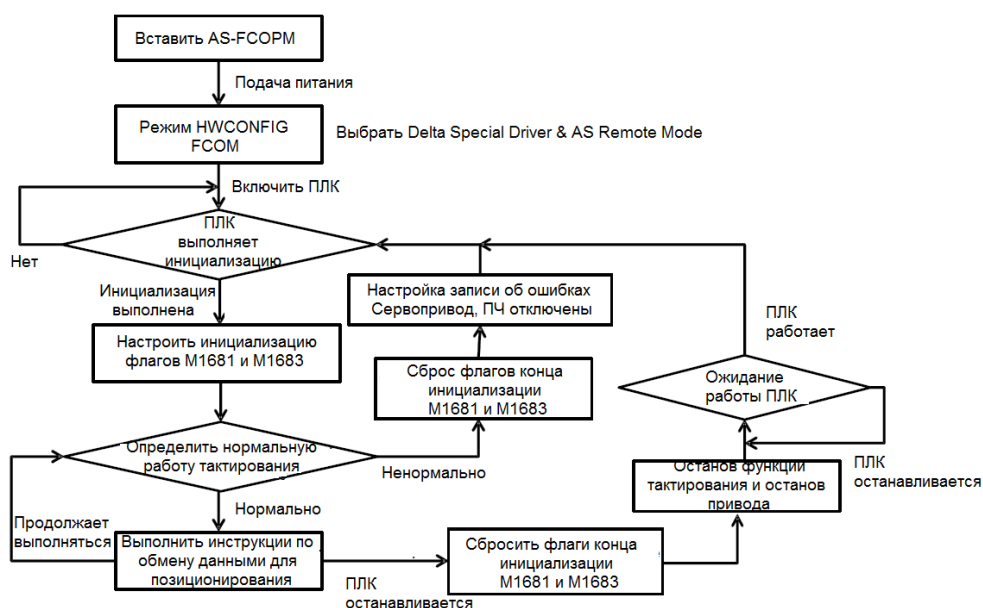 Вставить AS-FCOPM
Подача питания
Режим HWCONFIG
FCOM
Выбрать Delta Special Driver & AS Remote Mode
Включить ПЛК
ПЛК
выполняет
инициализацию
Нет
Инициализация
выполнена
Настроить инициализацию
флагов M1681 и M1683
Определить нормальную
работу тактирования
Ненормально
Нормально
Продолжает
выполняться
Выполнить инструкции по
обмену данными для
позиционирования
ПЛК
останавливается
Сбросить флаги конца
инициализации
M1681 и M1683
Настройка записи об ошибках
Сервопривод, ПЧ отключены
Сброс флагов конца
инициализации
M1681 и M1683
ПЛК
работает
Ожидание
работы ПЛК
ПЛК
останавливается
Останов функции
тактирования и останов
привода